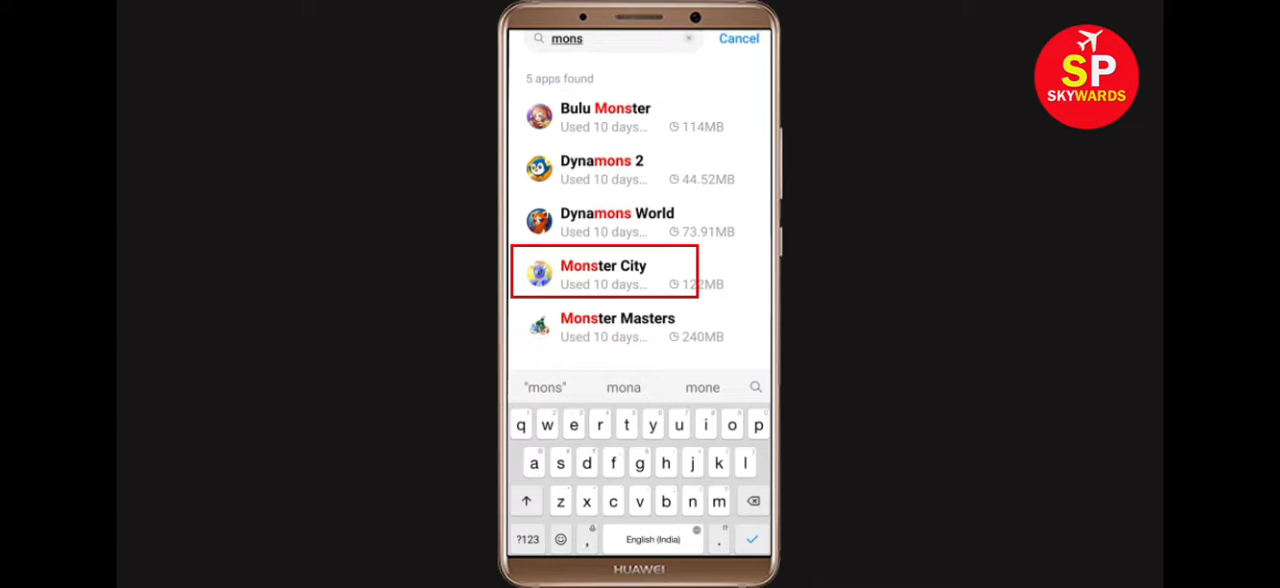 mons
Cancel
5 apps found
Bulu Monster
Used 10 days... 114MB
Dynamons 2
Used 10 days... 44.52MB
Dynamons World
Used 10 days... 73.91MB
Monster City
Used 10 days... 122MB
Monster Masters
Used 10 days... 240MB
"mons" mona mone
q w e r t y u i o p
a s d f g h j k l
z x c v b n m
?123 , English (India) .
HUAWEI
SP
SKYWARDS